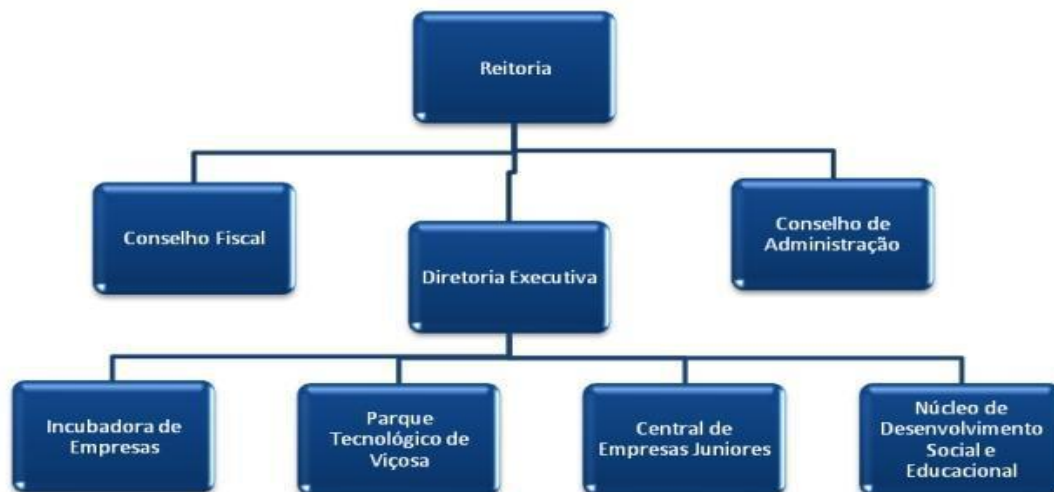 Reitoria
Conselho Fiscal
Diretoria Executiva
Conselho de
Administração
Incubadora de
Empresas
Parque
Tecnológico de
Viçosa
Central de
Empresas Juniores
Núcleo de
Desenvolvimento
Social e
Educacional